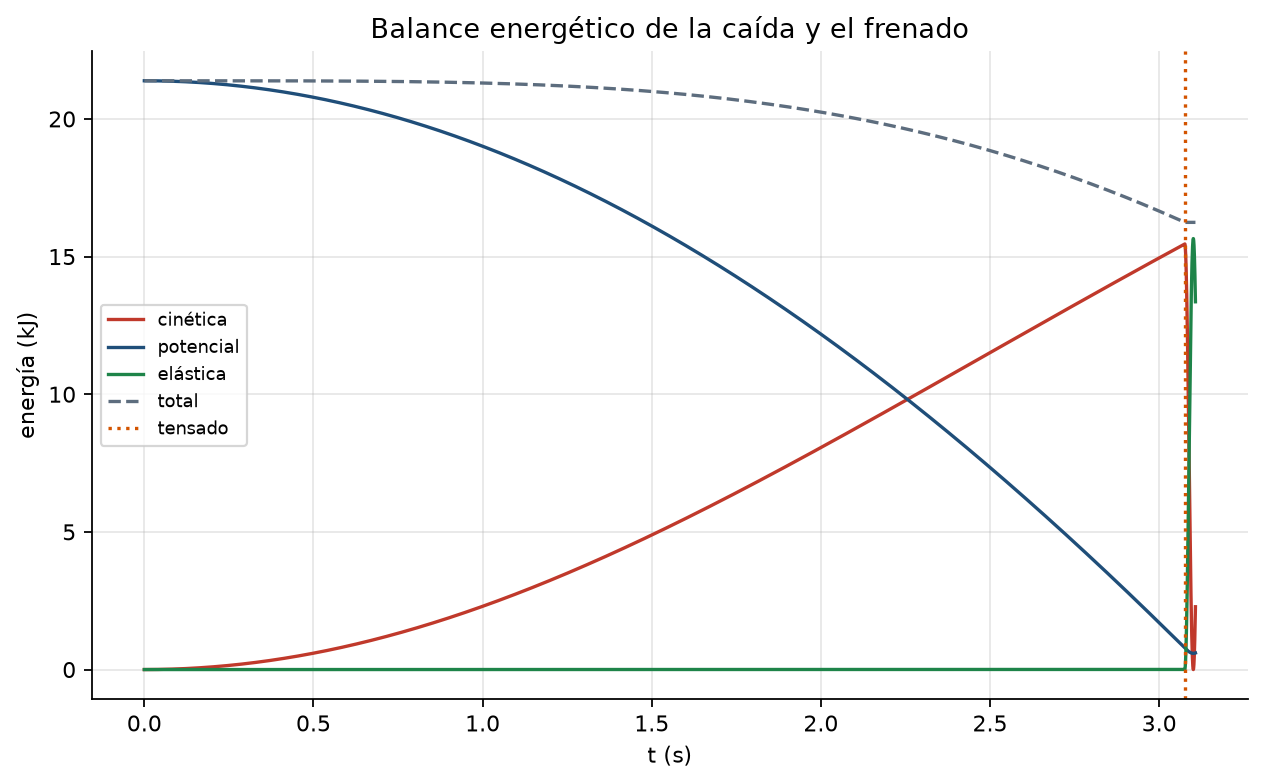 Balance energético de la caída y el frenado
energía (kJ)
20
15
10
5
0
cinética
potencial
elástica
total
tensado
0.0 0.5 1.0 1.5 2.0 2.5 3.0
t (s)